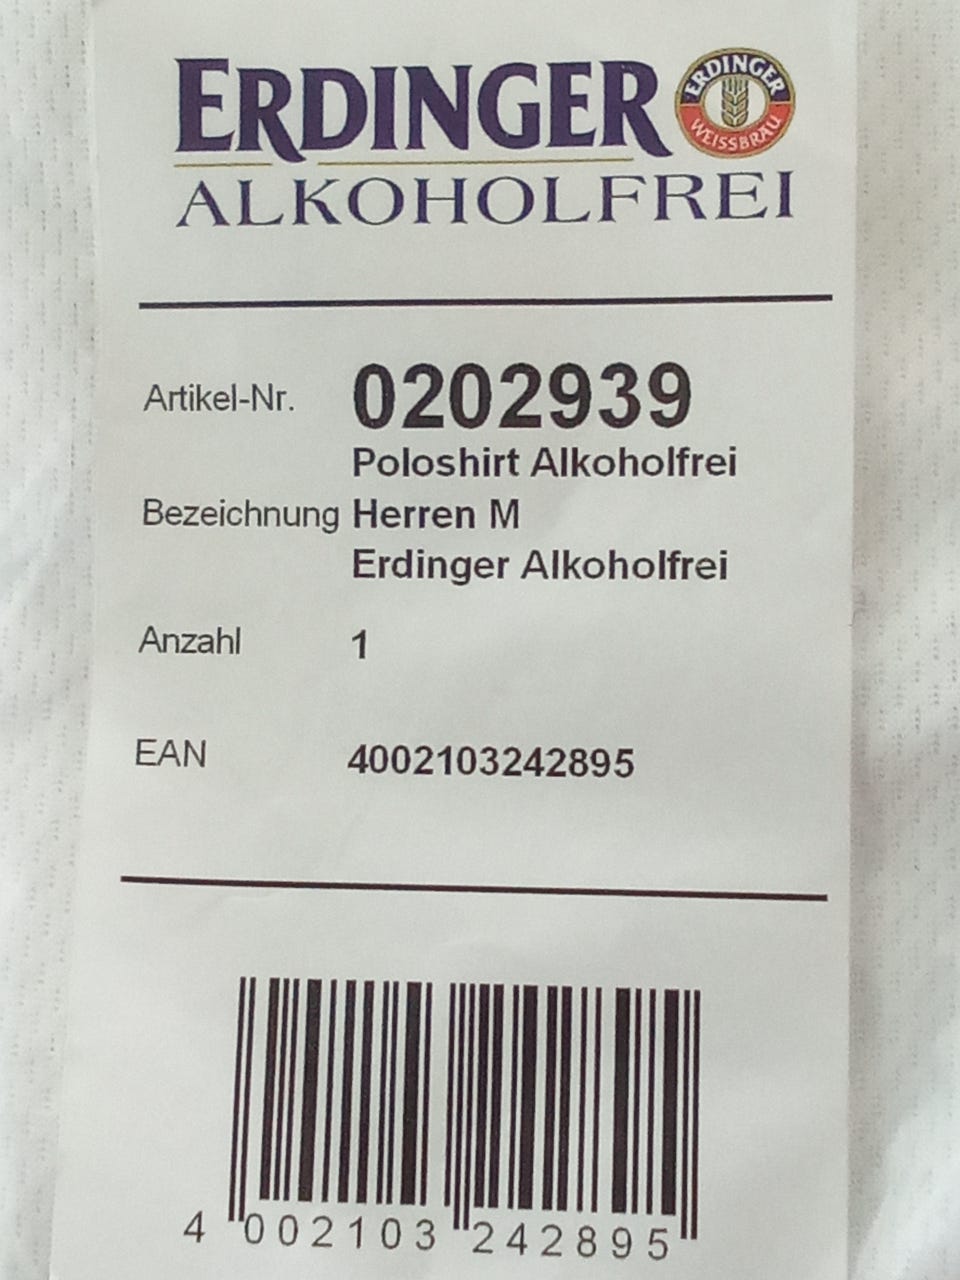 ERDINGER
ERDINGER
WEISSBRÄU
ALKOHOLFREI
Artikel-Nr. 0202939
Poloshirt Alkoholfrei
Bezeichnung Herren M
Erdinger Alkoholfrei
Anzahl 1
EAN 4002103242895
4 002103 242895